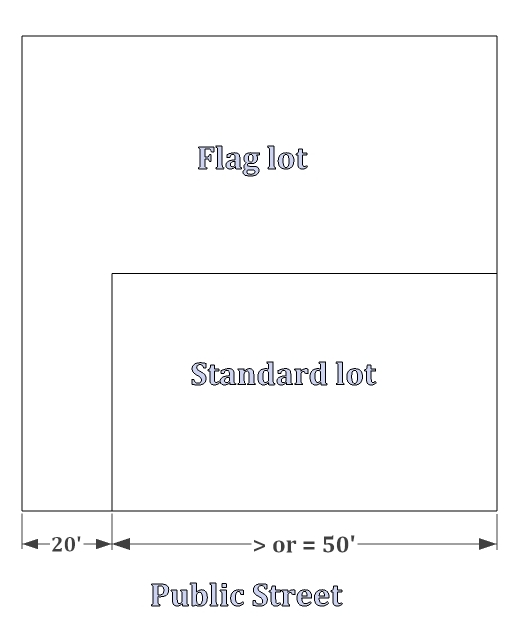 Flag lot
Standard lot
20'
> or = 50'
Public Street